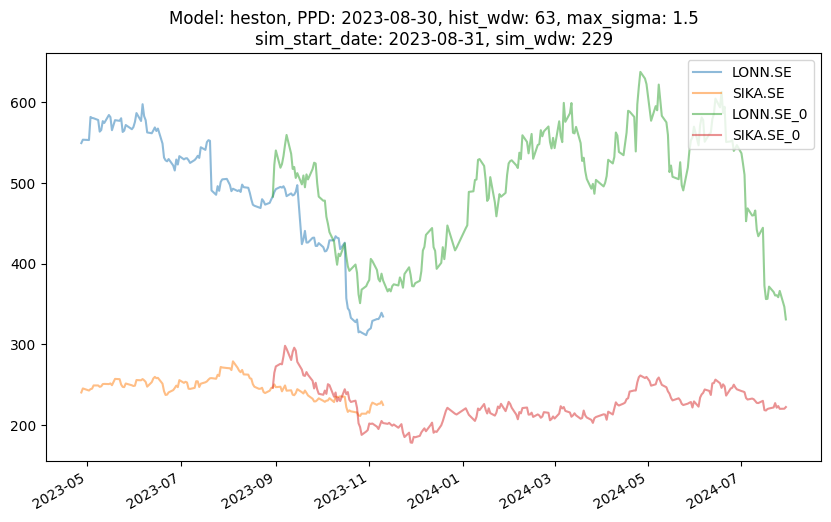 Model: heston, PPD: 2023-08-30, hist_wdw: 63, max_sigma: 1.5
sim_start_date: 2023-08-31, sim_wdw: 229
LONN.SE
SIKA.SE
LONN.SE_0
SIKA.SE_0
600
500
400
300
200
2023-05
2023-07
2023-09
2023-11
2024-01
2024-03
2024-05
2024-07